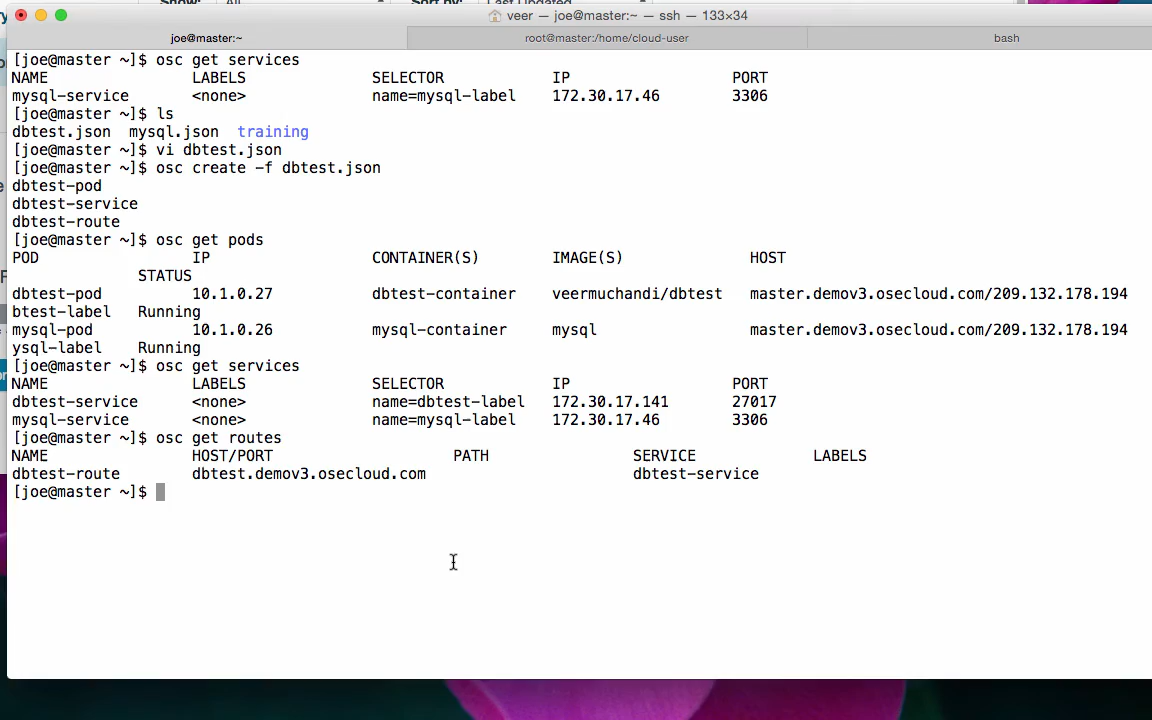 veer — joe@master:~ — ssh — 133×34
joe@master:~ root@master:/home/cloud-user bash
[joe@master ~]$ osc get services
NAME LABELS SELECTOR IP PORT
mysql-service <none> name=mysql-label 172.30.17.46 3306
[joe@master ~]$ ls
dbtest.json mysql.json training
[joe@master ~]$ vi dbtest.json
[joe@master ~]$ osc create -f dbtest.json
dbtest-pod
dbtest-service
dbtest-route
[joe@master ~]$ osc get pods
POD IP CONTAINER(S) IMAGE(S) HOST
STATUS
dbtest-pod 10.1.0.27 dbtest-container veermuchandi/dbtest master.demov3.osecloud.com/209.132.178.194
btest-label Running
mysql-pod 10.1.0.26 mysql-container mysql master.demov3.osecloud.com/209.132.178.194
ysql-label Running
[joe@master ~]$ osc get services
NAME LABELS SELECTOR IP PORT
dbtest-service <none> name=dbtest-label 172.30.17.141 27017
mysql-service <none> name=mysql-label 172.30.17.46 3306
[joe@master ~]$ osc get routes
NAME HOST/PORT PATH SERVICE LABELS
dbtest-route dbtest.demov3.osecloud.com dbtest-service
[joe@master ~]$